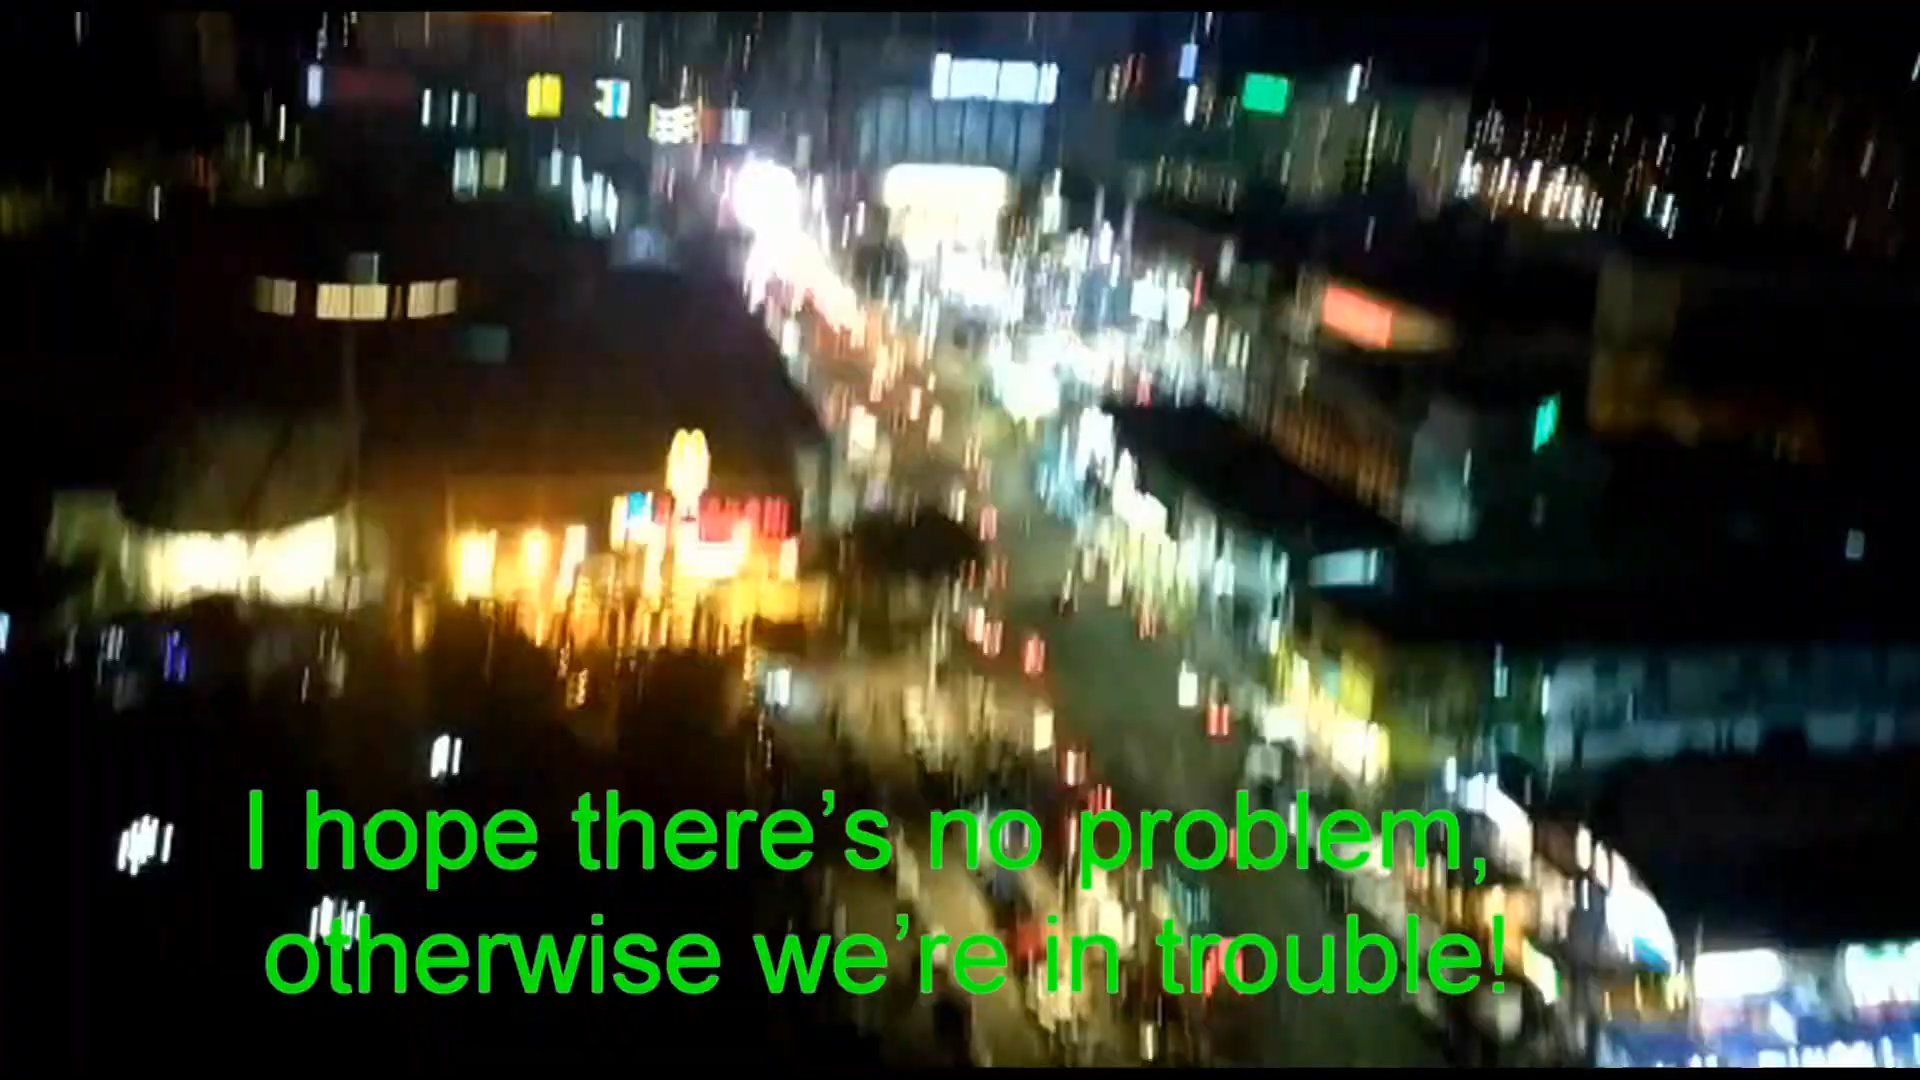 I hope there’s no problem,
otherwise we’re in trouble!